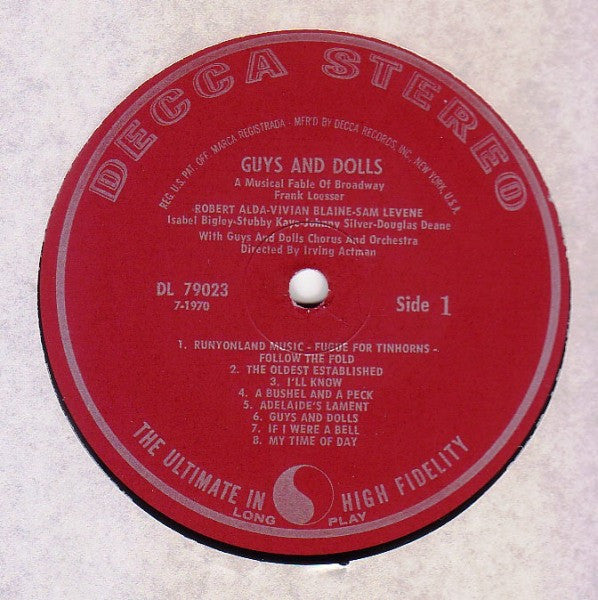 DECCA STEREO
REG. U.S. PAT. OFF. MARCA REGISTRADA - MFR'D BY DECCA RECORDS, INC., NEW YORK, U.S.A.
GUYS AND DOLLS
A Musical Fable Of Broadway
Frank Loesser
ROBERT ALDA-VIVIAN BLAINE-SAM LEVENE
Isabel Bigley-Stubby Kaye-Johnny Silver-Douglas Deane
With Guys And Dolls Chorus And Orchestra
Directed By Irving Actman
DL 79023
7-1970
Side 1
1. RUNYONLAND MUSIC - FUGUE FOR TINHORNS -
FOLLOW THE FOLD
2. THE OLDEST ESTABLISHED
3. I'LL KNOW
4. A BUSHEL AND A PECK
5. ADELAIDE'S LAMENT
6. GUYS AND DOLLS
7. IF I WERE A BELL
8. MY TIME OF DAY
THE ULTIMATE IN HIGH FIDELITY
LONG PLAY